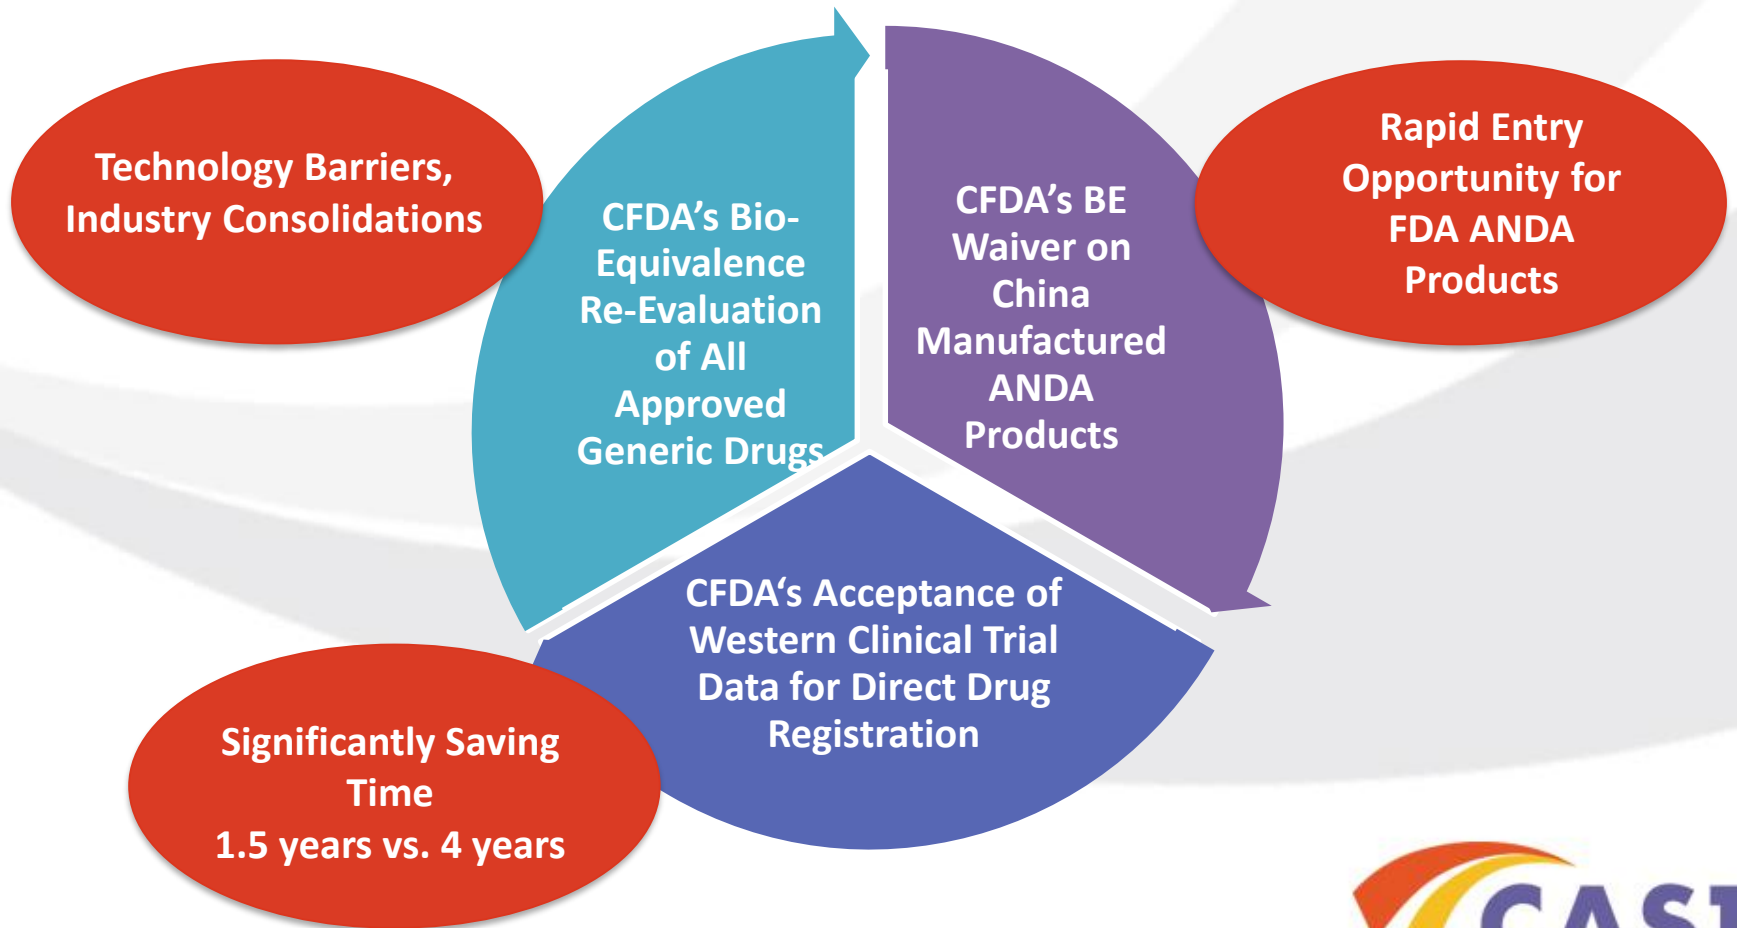 Technology Barriers,
Industry Consolidations
CFDA’s Bio-
Equivalence
Re-Evaluation
of All
Approved
Generic Drugs
CFDA’s BE
Waiver on
China
Manufactured
ANDA
Products
Rapid Entry
Opportunity for
FDA ANDA
Products
CFDA‘s Acceptance of
Western Clinical Trial
Data for Direct Drug
Registration
Significantly Saving
Time
1.5 years vs. 4 years
CASI